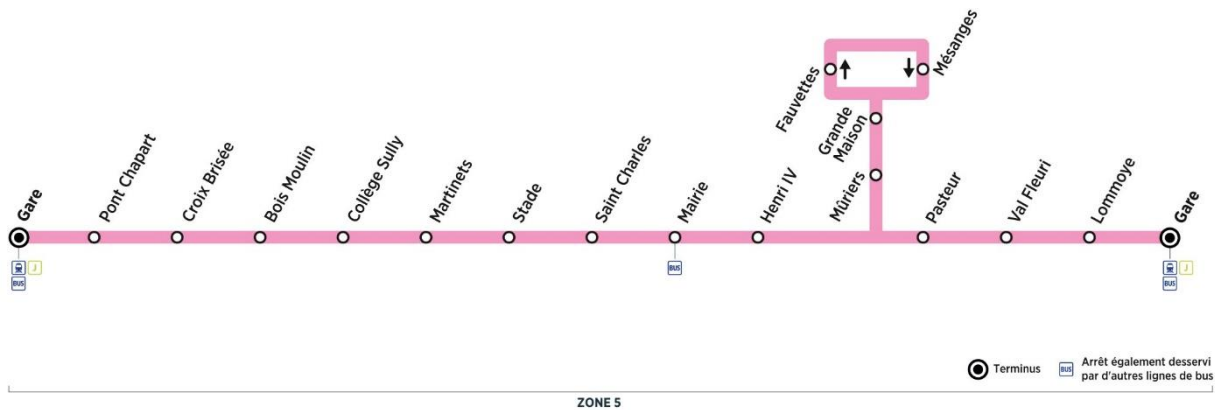 Gare
Pont Chapart
Croix Brisée
Bois Moulin
Collège Sully
Martinets
Stade
Saint Charles
Mairie
Henri IV
Mûriers
Grande
Maison
Fauvettes
Mésanges
Pasteur
Val Fleuri
Lommoye
Gare
J
BUS
BUS
J
BUS
Terminus
BUS
Arrêt également desservi
par d'autres lignes de bus
ZONE 5